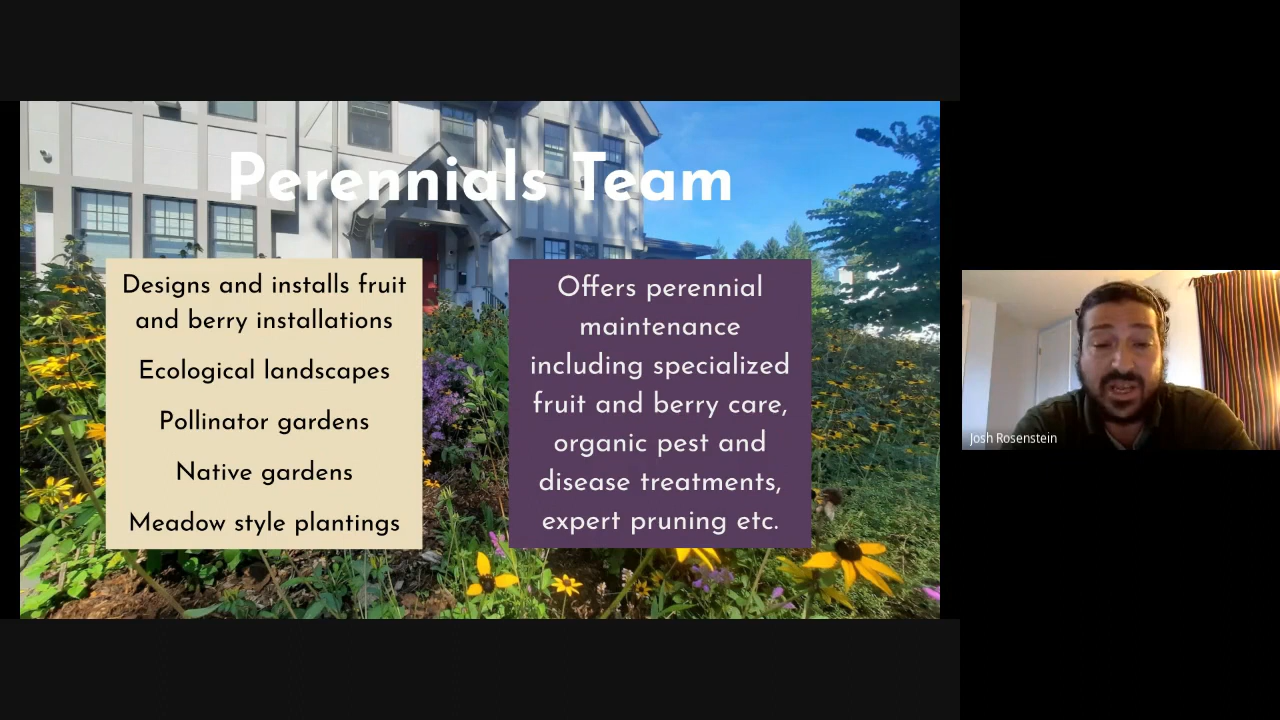 Perennials Team
Designs and installs fruit
and berry installations
Ecological landscapes
Pollinator gardens
Native gardens
Meadow style plantings
Offers perennial
maintenance
including specialized
fruit and berry care,
organic pest and
disease treatments,
expert pruning etc.
Josh Rosenstein